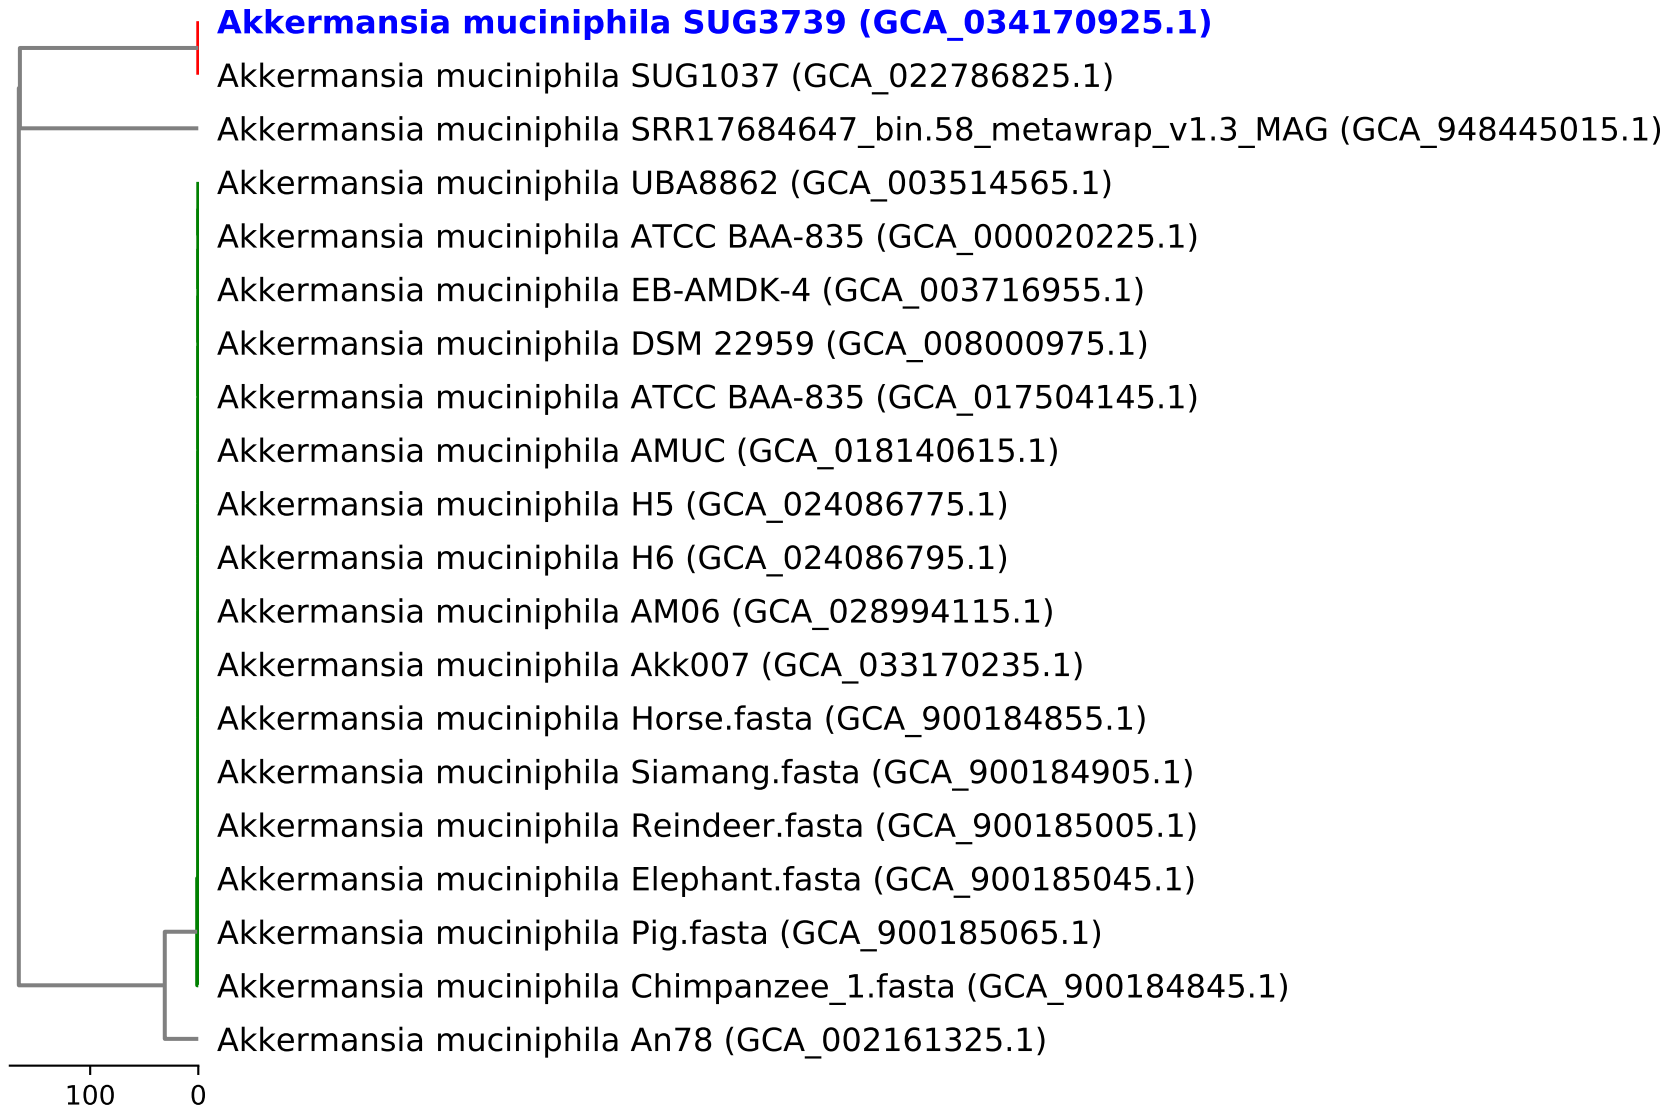 Akkermansia muciniphila SUG3739 (GCA_034170925.1)
Akkermansia muciniphila SUG1037 (GCA_022786825.1)
Akkermansia muciniphila SRR17684647_bin.58_metawrap_v1.3_MAG (GCA_948445015.1)
Akkermansia muciniphila UBA8862 (GCA_003514565.1)
Akkermansia muciniphila ATCC BAA-835 (GCA_000020225.1)
Akkermansia muciniphila EB-AMDK-4 (GCA_003716955.1)
Akkermansia muciniphila DSM 22959 (GCA_008000975.1)
Akkermansia muciniphila ATCC BAA-835 (GCA_017504145.1)
Akkermansia muciniphila AMUC (GCA_018140615.1)
Akkermansia muciniphila H5 (GCA_024086775.1)
Akkermansia muciniphila H6 (GCA_024086795.1)
Akkermansia muciniphila AM06 (GCA_028994115.1)
Akkermansia muciniphila Akk007 (GCA_033170235.1)
Akkermansia muciniphila Horse.fasta (GCA_900184855.1)
Akkermansia muciniphila Siamang.fasta (GCA_900184905.1)
Akkermansia muciniphila Reindeer.fasta (GCA_900185005.1)
Akkermansia muciniphila Elephant.fasta (GCA_900185045.1)
Akkermansia muciniphila Pig.fasta (GCA_900185065.1)
Akkermansia muciniphila Chimpanzee_1.fasta (GCA_900184845.1)
Akkermansia muciniphila An78 (GCA_002161325.1)
100 0